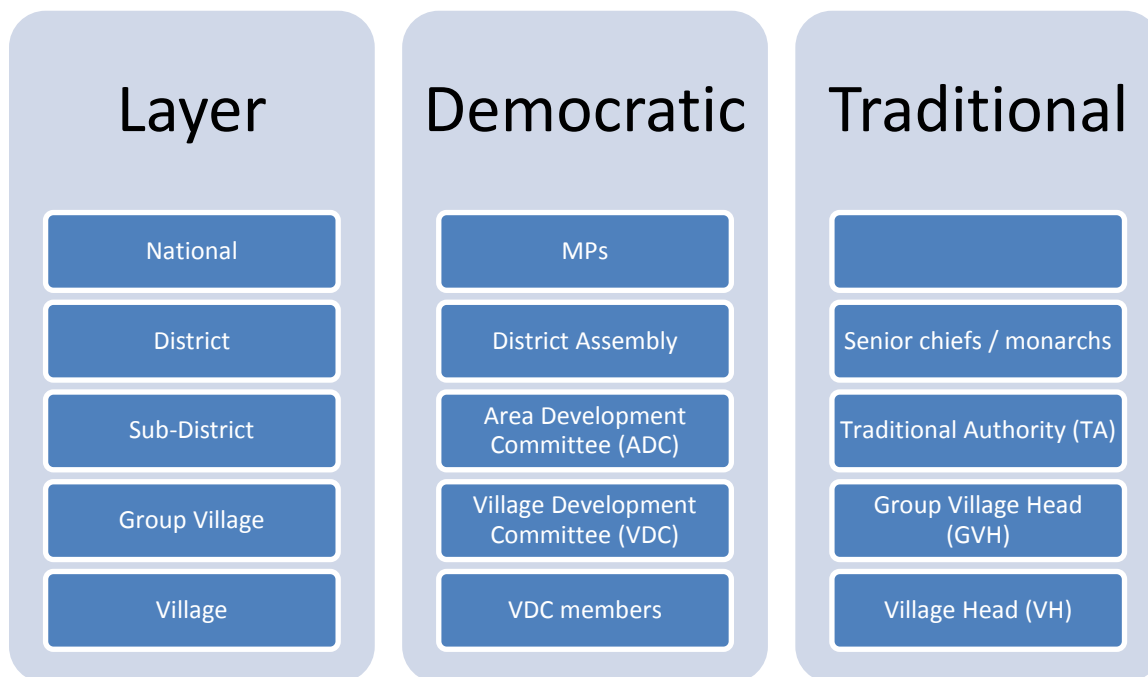 Layer
National
District
Sub-District
Group Village
Village
Democratic
MPs
District Assembly
Area Development
Committee (ADC)
Village Development
Committee (VDC)
VDC members
Traditional
Senior chiefs / monarchs
Traditional Authority (TA)
Group Village Head
(GVH)
Village Head (VH)